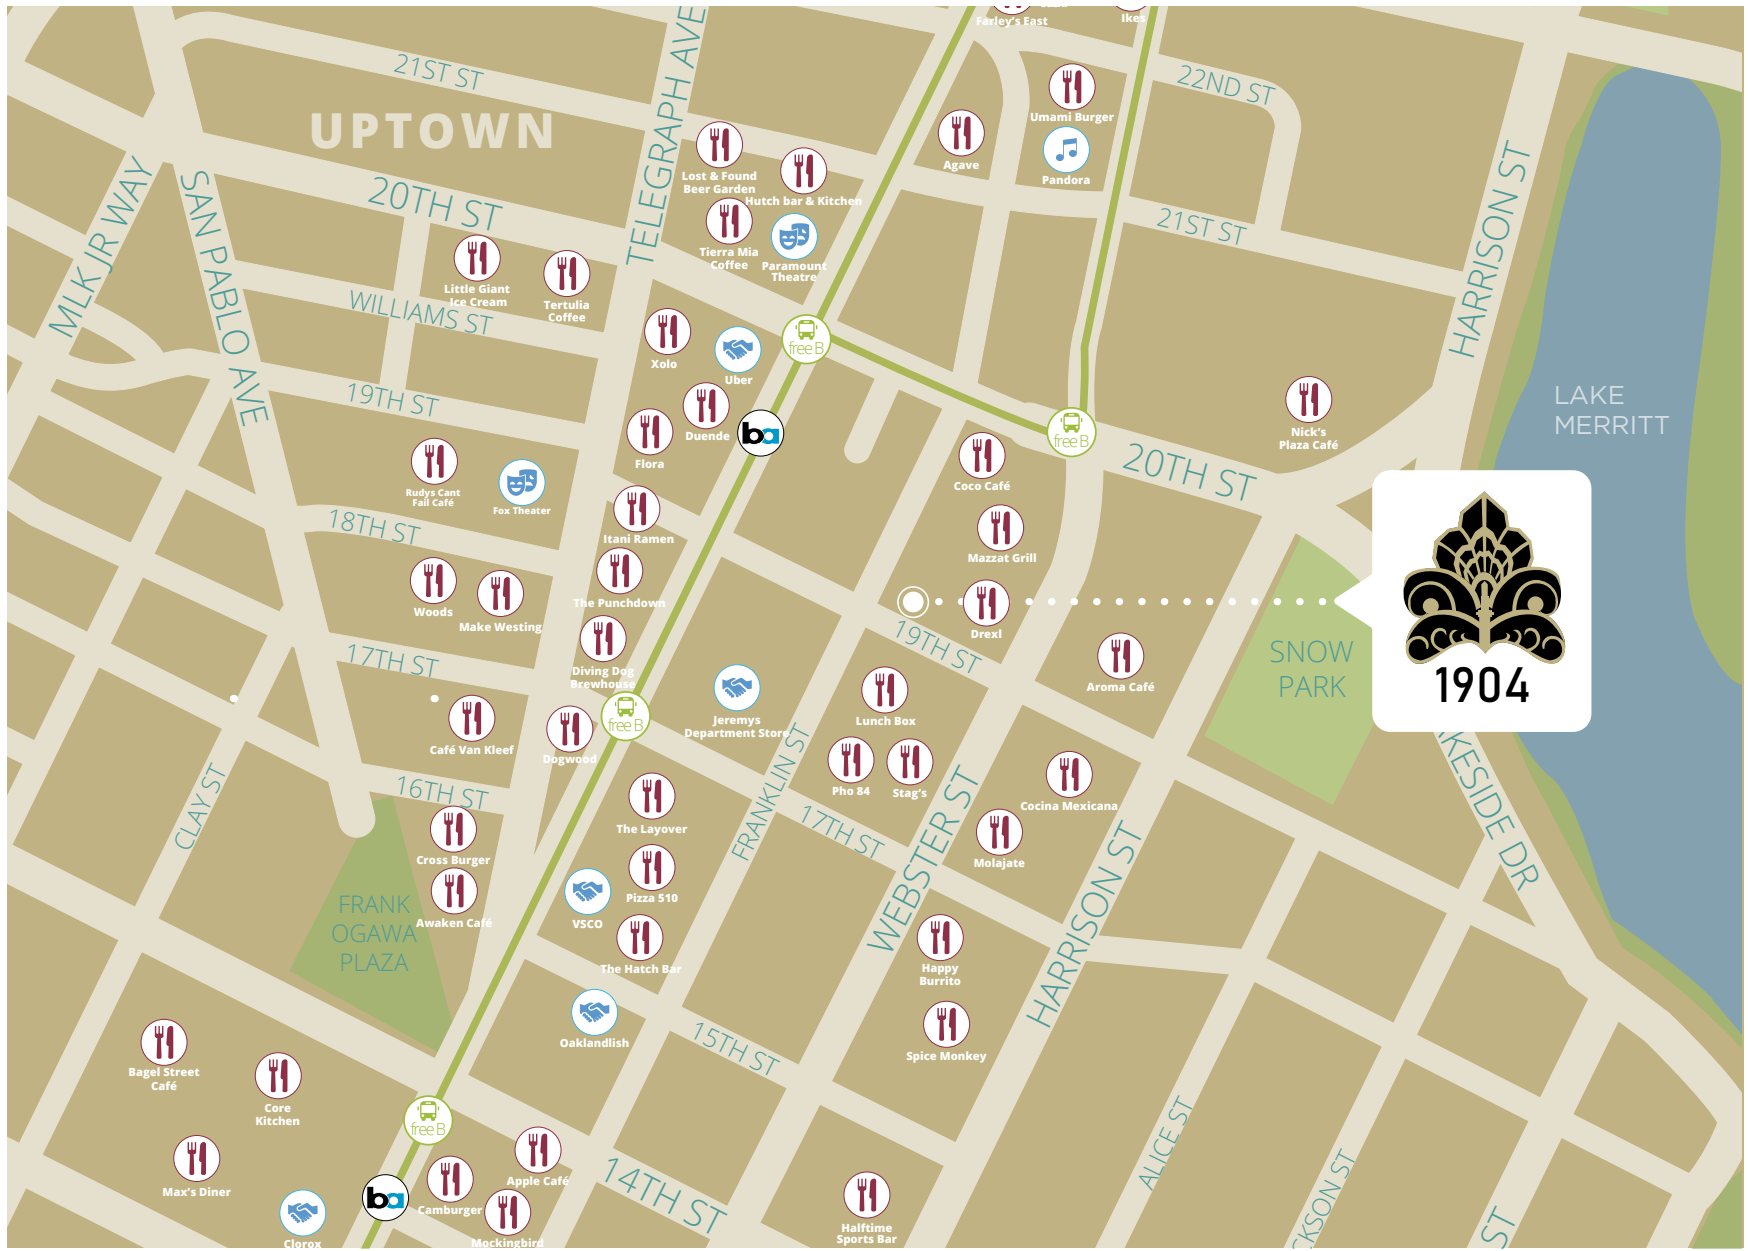 Farley's East
Ikes
21ST ST
22ND ST
UPTOWN
TELEGRAPH AVE
Umami Burger
Agave
Pandora
Lost & Found
Beer Garden
Hutch bar & Kitchen
HARRISON ST
MLK JR WAY
SAN PABLO AVE
20TH ST
21ST ST
Tierra Mia
Coffee
Paramount
Theatre
Little Giant
Ice Cream
Tertulia
Coffee
WILLIAMS ST
free B
Xolo
Uber
19TH ST
LAKE
MERRITT
Duende
ba
Flora
free B
Nick's
Plaza Café
20TH ST
Coco Café
Rudys Cant
Fail Café
Fox Theater
18TH ST
Itani Ramen
Mazzat Grill
Woods
Make Westing
The Punchdown
19TH ST
Drexl
SNOW
PARK
1904
17TH ST
Diving Dog
Brewhouse
Aroma Café
Café Van Kleef
free B
Dogwood
Jeremys
Department Store
Lunch Box
FRANKLIN ST
Pho 84
Stag's
Cocina Mexicana
CLAY ST
16TH ST
The Layover
17TH ST
WEBSTER ST
Molajate
HARRISON ST
KESIDE DR
Cross Burger
Pizza 510
FRANK
OGAWA
PLAZA
Awaken Café
VSCO
The Hatch Bar
Happy
Burrito
Oaklandlish
15TH ST
Spice Monkey
Bagel Street
Café
Core
Kitchen
free B
ALICE ST
CKSON ST
Max's Diner
Apple Café
14TH ST
ba
Camburger
Mockingbird
Clorox
Halftime
Sports Bar
ST